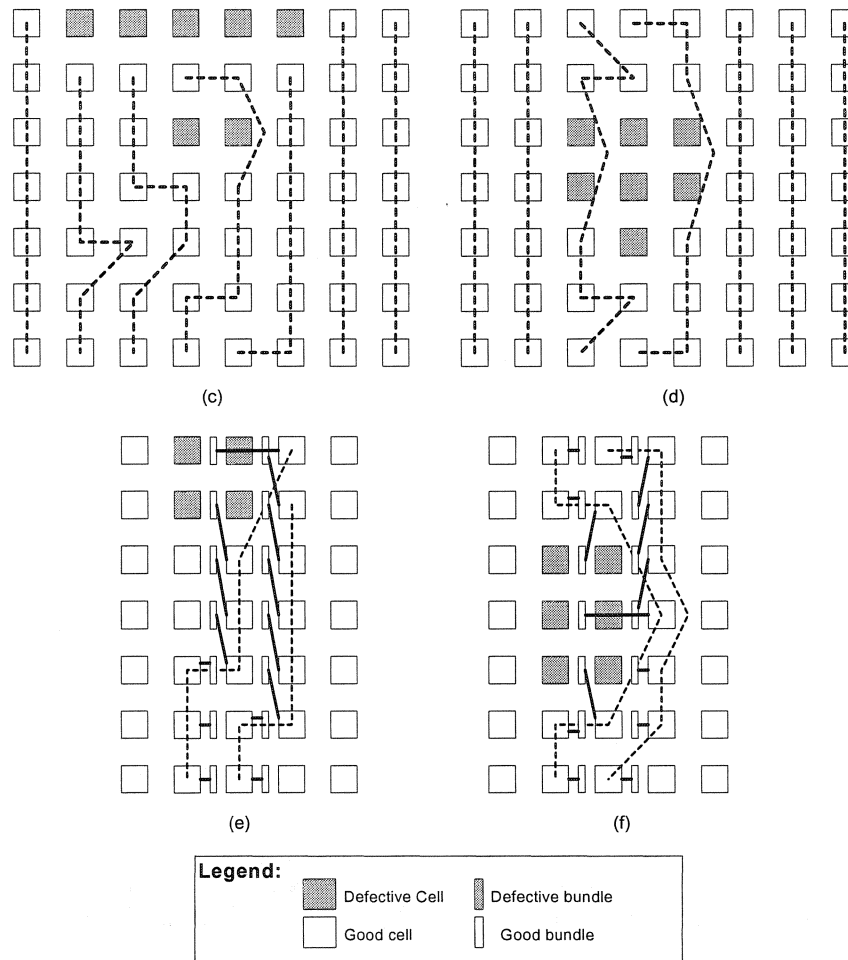 (c)
(d)
(e)
(f)
Legend:
Defective Cell
Defective bundle
Good cell
Good bundle